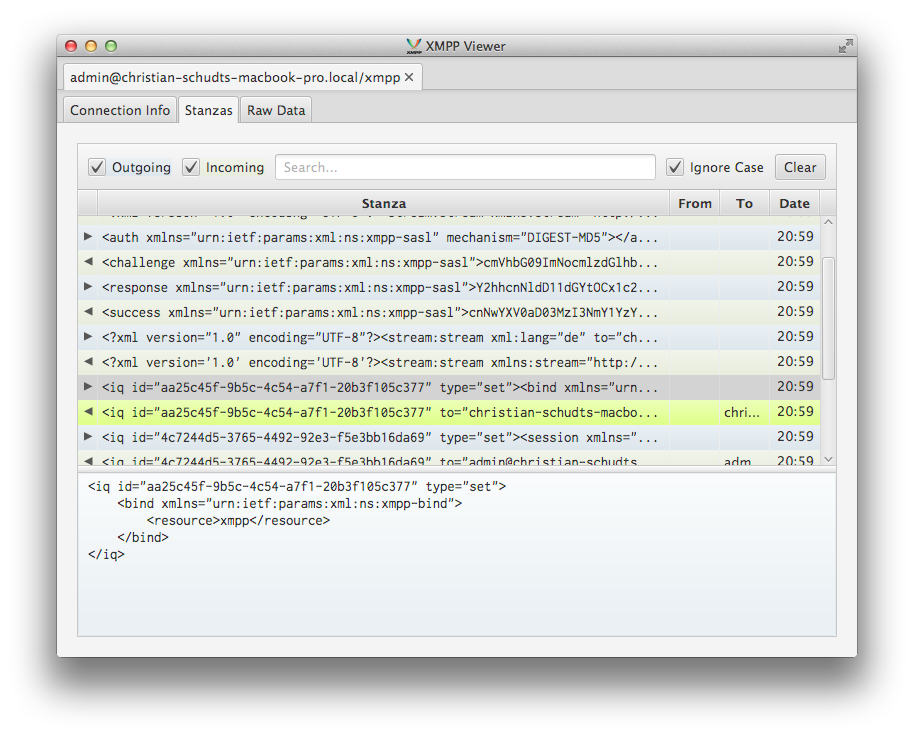 XMPP Viewer
admin@christian-schudts-macbook-pro.local/xmpp
Connection Info Stanzas Raw Data
Outgoing Incoming Search... Ignore Case Clear
Stanza From To Date
<auth xmlns="urn:ietf:params:xml:ns:xmpp-sasl" mechanism="DIGEST-MD5"></a... 20:59
<challenge xmlns="urn:ietf:params:xml:ns:xmpp-sasl">cmVhbG09ImNocmlzdGlhb... 20:59
<response xmlns="urn:ietf:params:xml:ns:xmpp-sasl">Y2hhcnNldD11dGYtOCx1c2... 20:59
<success xmlns="urn:ietf:params:xml:ns:xmpp-sasl">cnNwYXV0aD03MzI3NmY1YzY... 20:59
<?xml version="1.0" encoding="UTF-8"?><stream:stream xml:lang="de" to="ch... 20:59
<?xml version='1.0' encoding='UTF-8'?><stream:stream xmlns:stream="http:/... 20:59
<iq id="aa25c45f-9b5c-4c54-a7f1-20b3f105c377" type="set"><bind xmlns="urn... 20:59
<iq id="aa25c45f-9b5c-4c54-a7f1-20b3f105c377" to="christian-schudts-macbo... chri... 20:59
<iq id="4c7244d5-3765-4492-92e3-f5e3bb16da69" type="set"><session xmlns="... 20:59
<iq id="4c7244d5-3765-4492-92e3-f5e3bb16da69" to="admin@christian-schudts... adm... 20:59
<iq id="aa25c45f-9b5c-4c54-a7f1-20b3f105c377" type="set">
<bind xmlns="urn:ietf:params:xml:ns:xmpp-bind">
<resource>xmpp</resource>
</bind>
</iq>